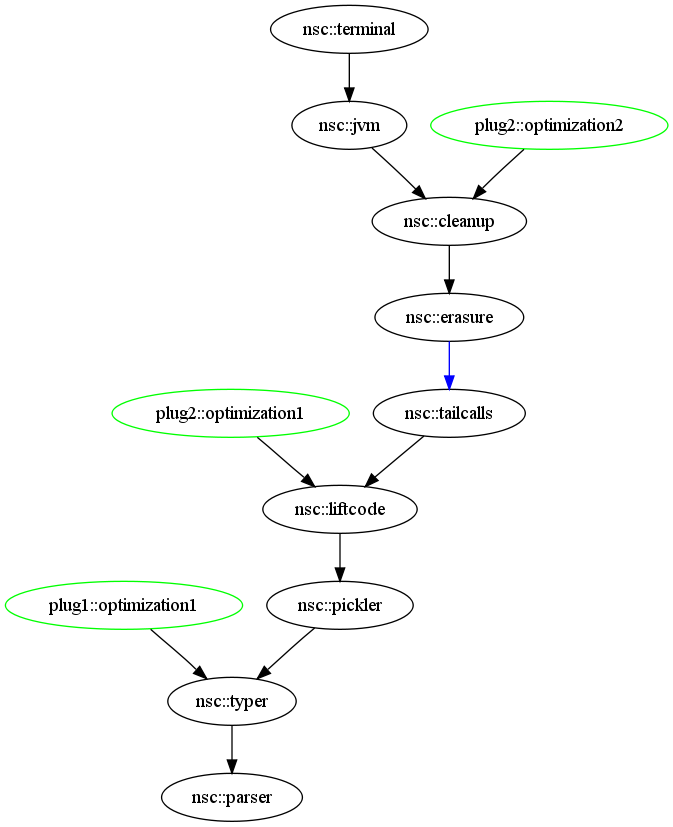 nsc::terminal
nsc::jvm
plug2::optimization2
nsc::cleanup
nsc::erasure
plug2::optimization1
nsc::tailcalls
nsc::liftcode
plug1::optimization1
nsc::pickler
nsc::typer
nsc::parser